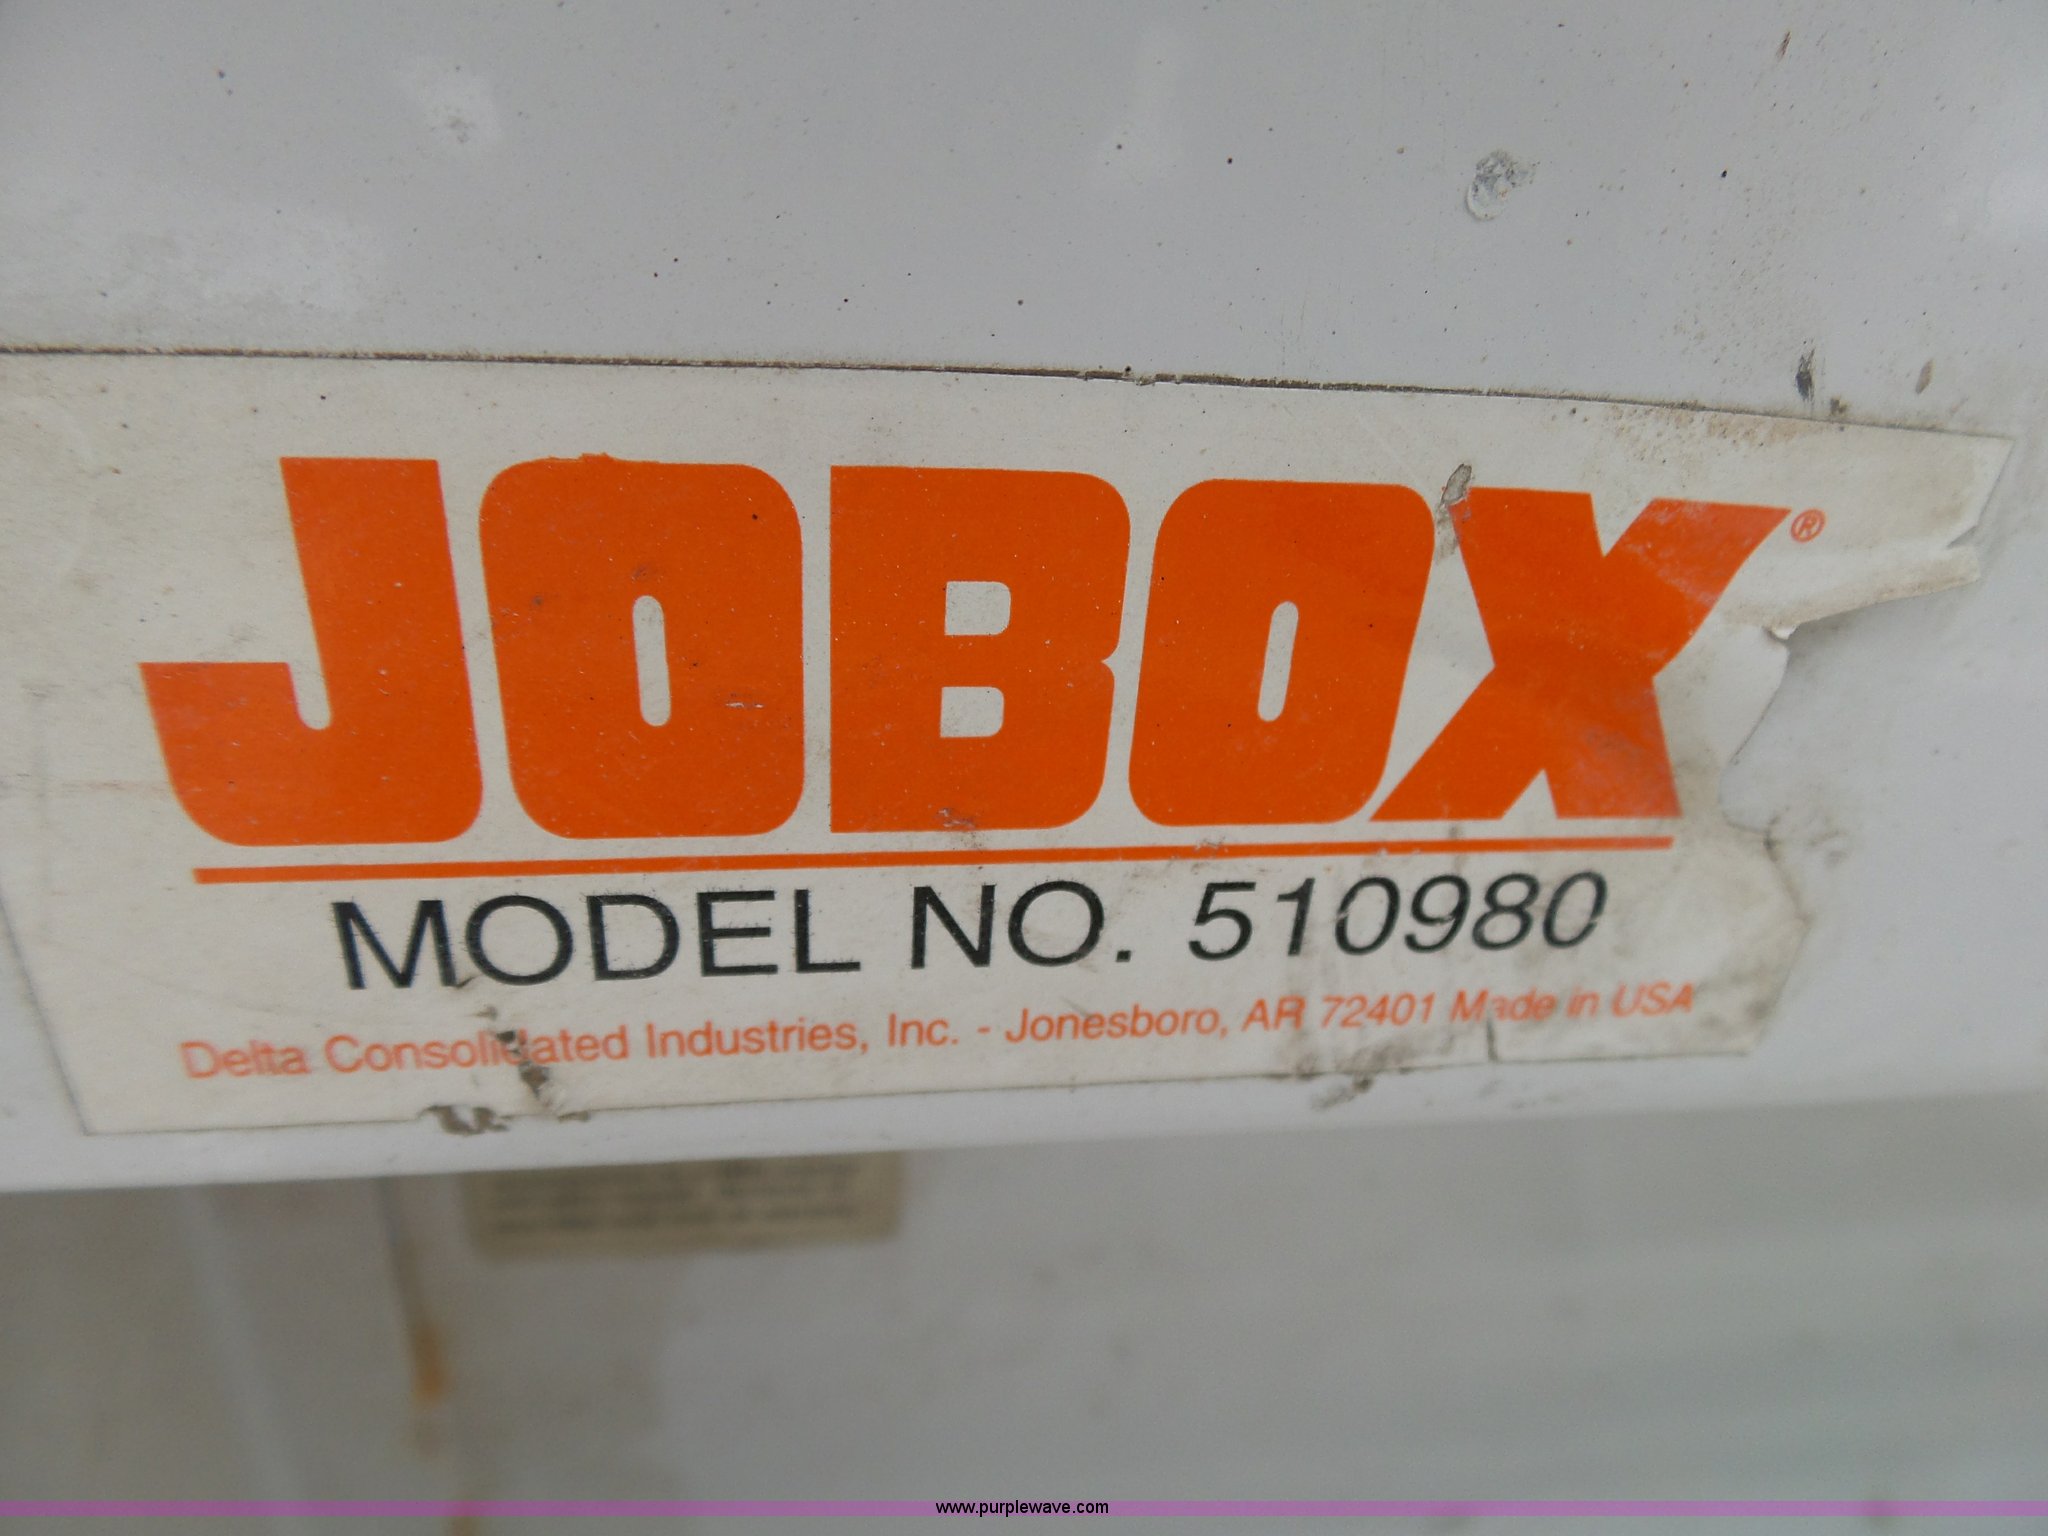 JOBOX®
MODEL NO. 510980
Delta Consolidated Industries, Inc. - Jonesboro, AR 72401 Made in USA
www.purplewave.com